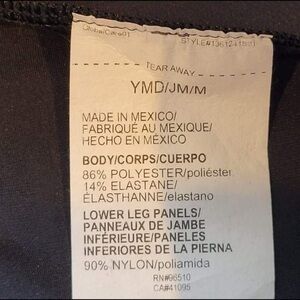 TEAR AWAY
YMD/JM/M
MADE IN MEXICO/
FABRIQUÉ AU MEXIQUE/
HECHO EN MÉXICO
BODY/CORPS/CUERPO
86% POLYESTER/poliéster
14% ELASTANE/
ÉLASTHANNE/elastano
LOWER LEG PANELS/
PANNEAUX DE JAMBE
INFÉRIEURE/PANELES
INFERIORES DE LA PIERNA
90% NYLON/poliamida
RN#96510
CA#41095